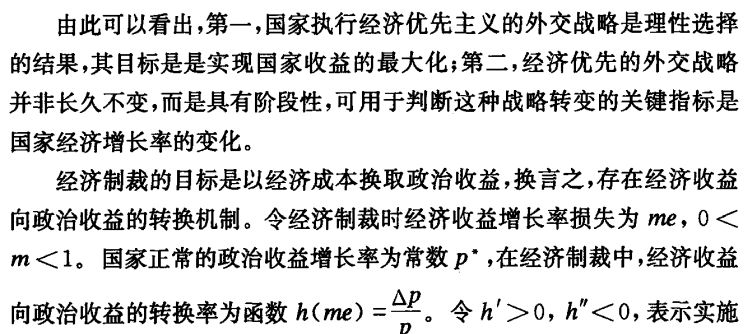 由此可以看出,第一,国家执行经济优先主义的外交战略是理性选择
的结果,其目标是是实现国家收益的最大化;第二,经济优先的外交战略
并非长久不变,而是具有阶段性,可用于判断这种战略转变的关键指标是
国家经济增长率的变化。
经济制裁的目标是以经济成本换取政治收益,换言之,存在经济收益
向政治收益的转换机制。令经济制裁时经济收益增长率损失为 me, 0<
m<1。国家正常的政治收益增长率为常数 p*,在经济制裁中,经济收益
向政治收益的转换率为函数 h(me)=Δp/p。令 h′>0, h″<0,表示实施